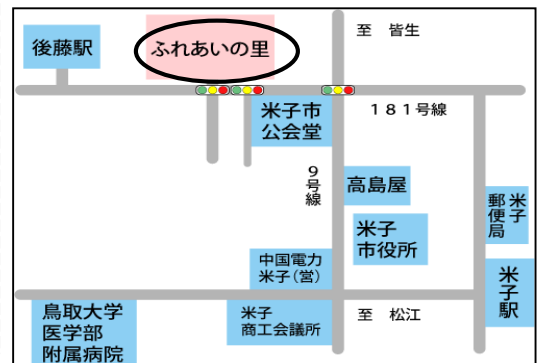 後藤駅
ふれあいの里
至 皆生
米子市
公会堂
181号線
9号線
高島屋
米子
市役所
米子
郵便局
中国電力
米子(営)
米子駅
鳥取大学
医学部
附属病院
米子
商工会議所
至 松江